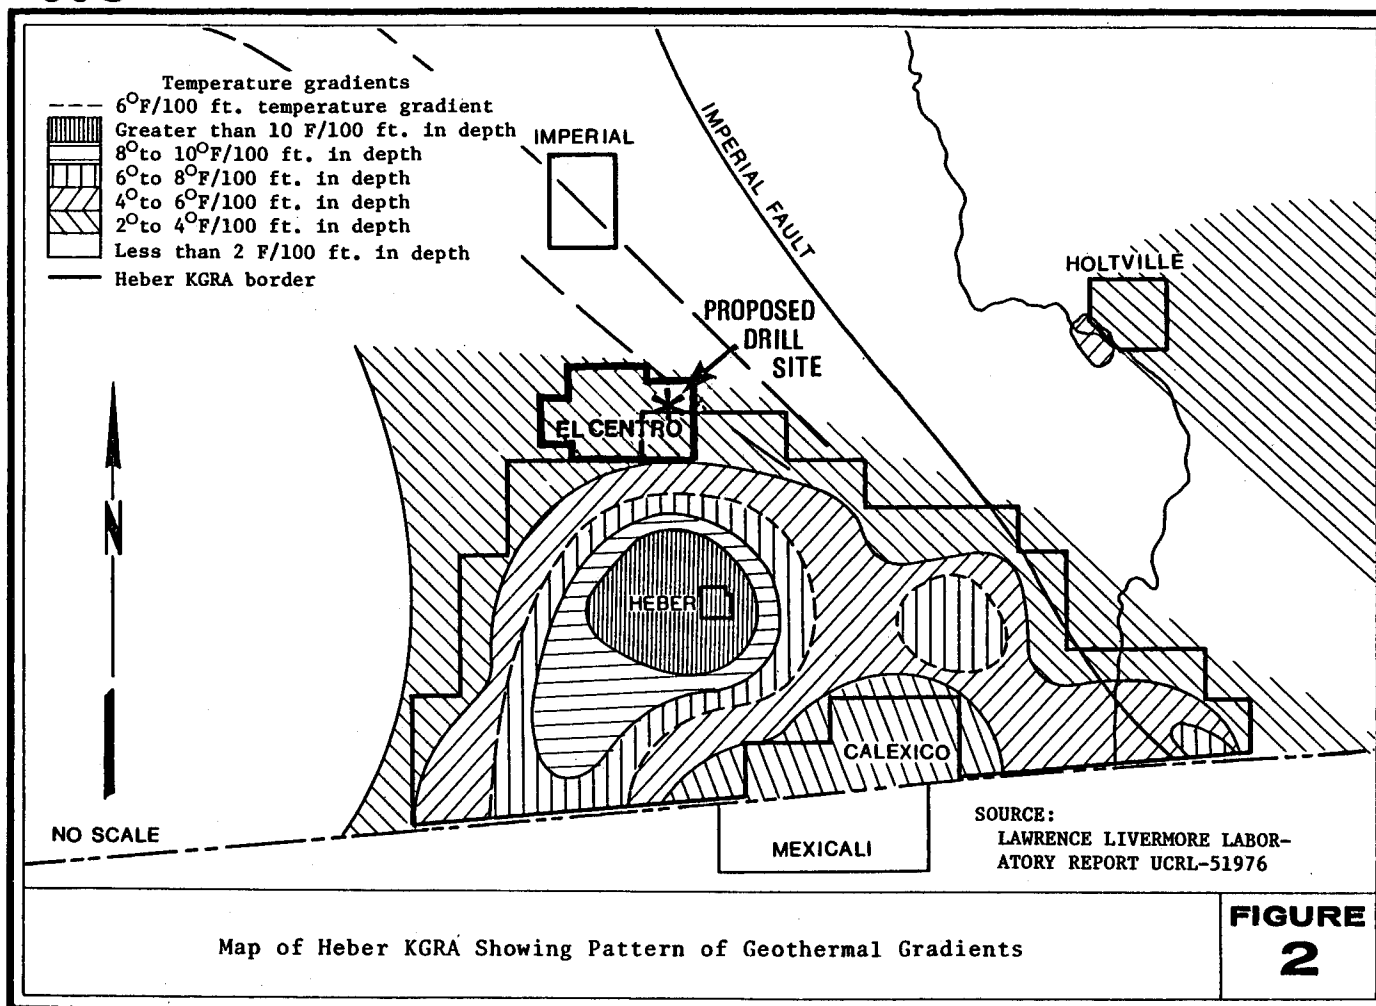 Temperature gradients
6°F/100 ft. temperature gradient
Greater than 10 F/100 ft. in depth
8° to 10°F/100 ft. in depth
6° to 8°F/100 ft. in depth
4° to 6°F/100 ft. in depth
2° to 4°F/100 ft. in depth
Less than 2 F/100 ft. in depth
Heber KGRA border
IMPERIAL
IMPERIAL FAULT
HOLTVILLE
PROPOSED
DRILL
SITE
EL CENTRO
N
HEBER
CALEXICO
NO SCALE
MEXICALI
SOURCE:
LAWRENCE LIVERMORE LABOR-
ATORY REPORT UCRL-51976
Map of Heber KGRA Showing Pattern of Geothermal Gradients
FIGURE
2